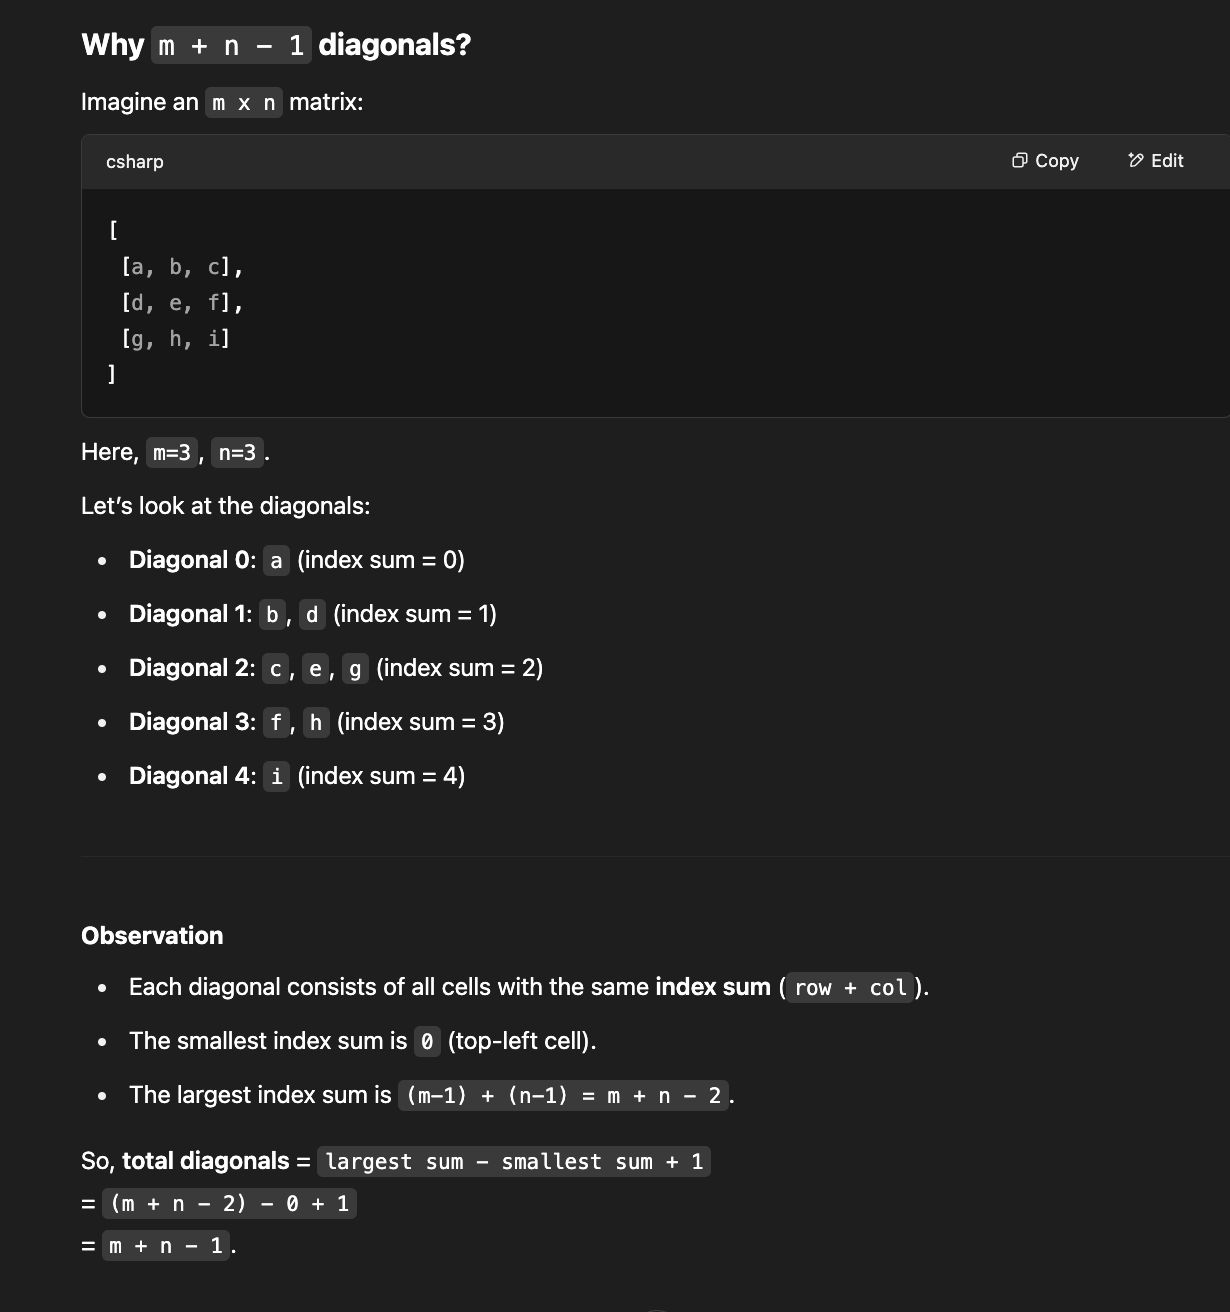 Why m + n − 1 diagonals?
Imagine an m x n matrix:
csharp
Copy
Edit
[
[a, b, c],
[d, e, f],
[g, h, i]
]
Here, m=3, n=3.
Let’s look at the diagonals:
• Diagonal 0: a (index sum = 0)
• Diagonal 1: b, d (index sum = 1)
• Diagonal 2: c, e, g (index sum = 2)
• Diagonal 3: f, h (index sum = 3)
• Diagonal 4: i (index sum = 4)
Observation
• Each diagonal consists of all cells with the same index sum (row + col).
• The smallest index sum is 0 (top-left cell).
• The largest index sum is (m−1) + (n−1) = m + n − 2.
So, total diagonals = largest sum − smallest sum + 1
= (m + n − 2) − 0 + 1
= m + n − 1.